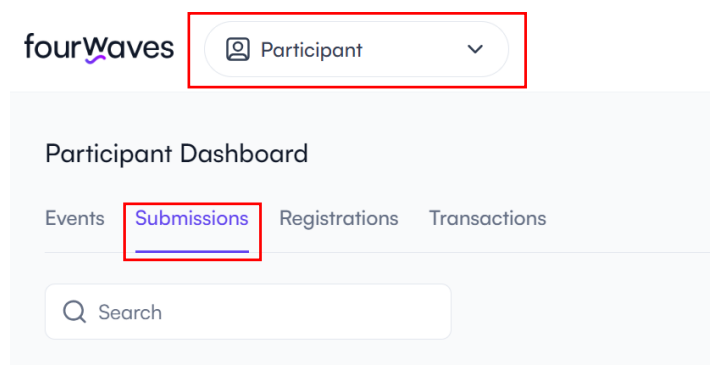 fourwaves Participant
Participant Dashboard
Events Submissions Registrations Transactions
Search